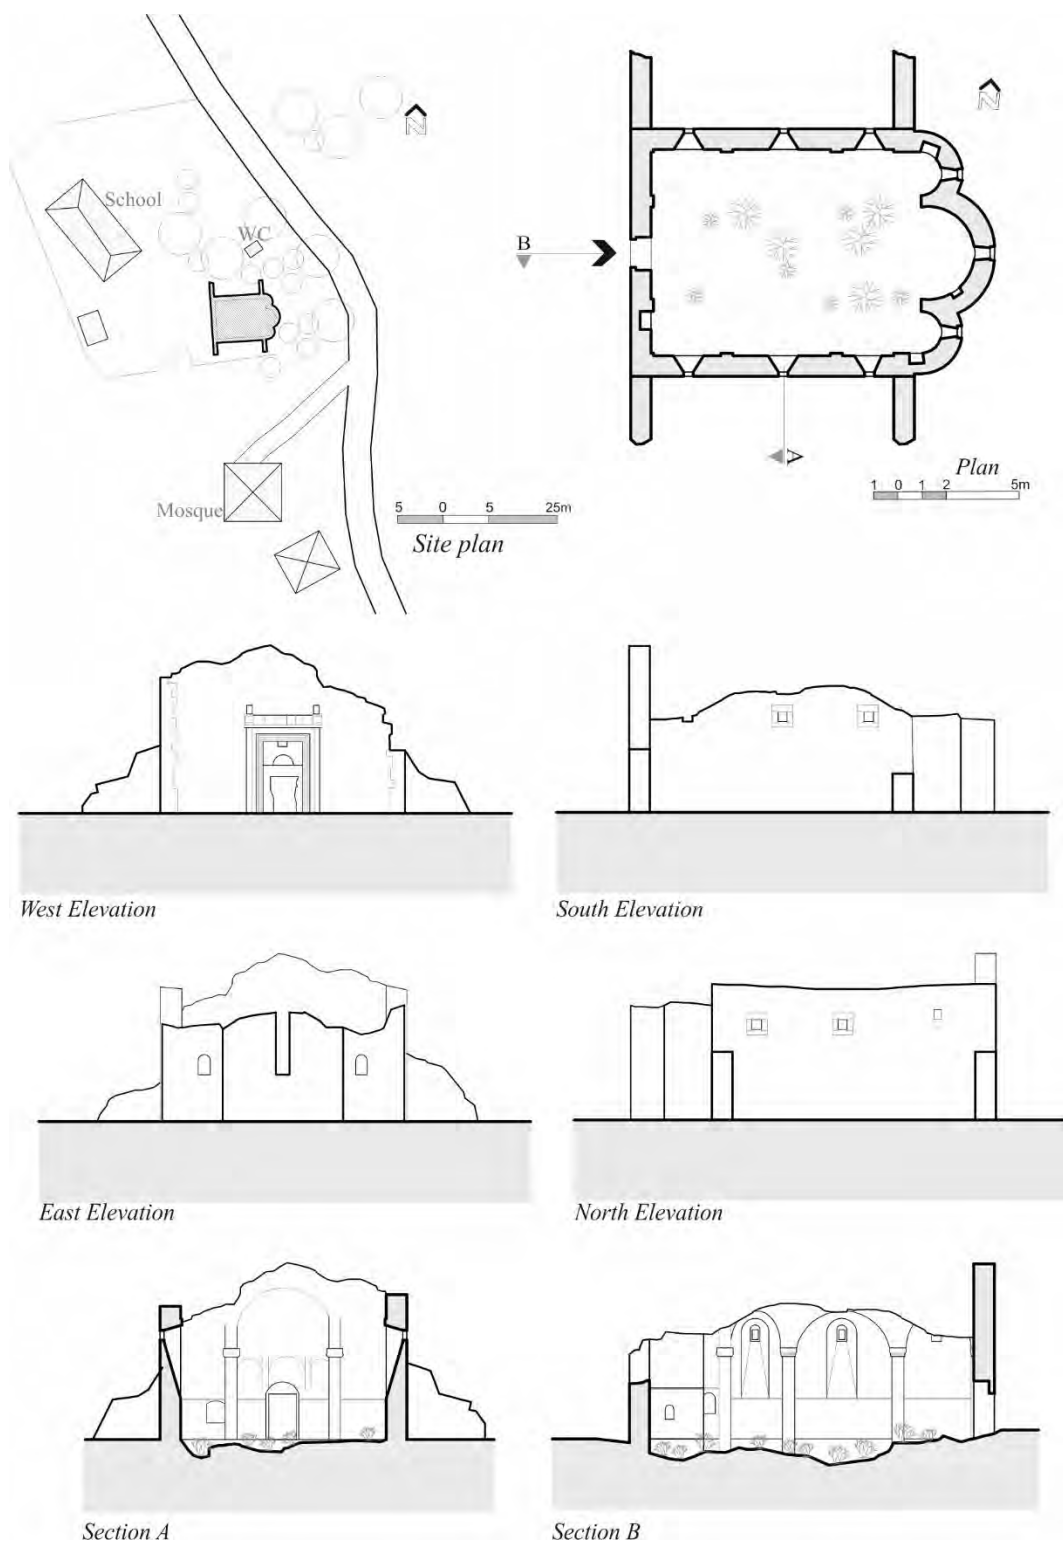 N
School
WC
Mosque
5 0 5 25m
Site plan
N
B
A
Plan
1 0 1 2 5m
West Elevation
South Elevation
East Elevation
North Elevation
Section A
Section B